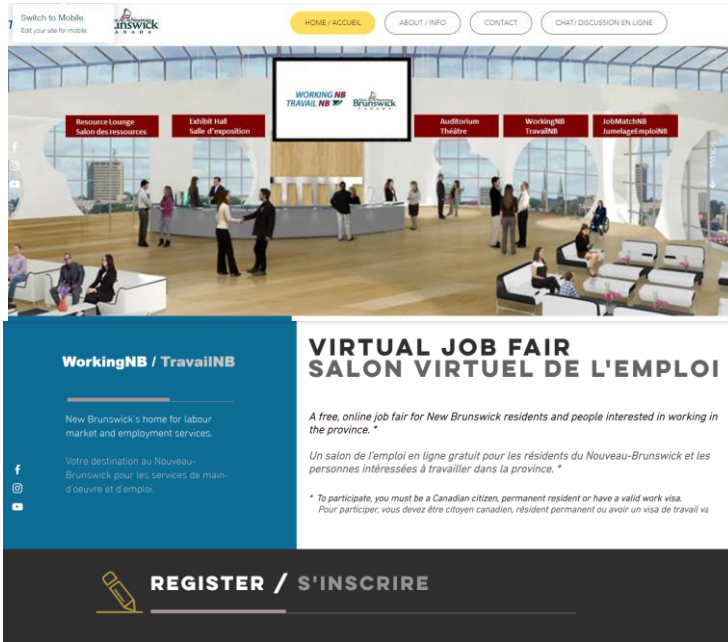 Switch to Mobile
Edit your site for mobile.
Brunswick
CANADA
HOME / ACCUEIL
ABOUT / INFO
CONTACT
CHAT/ DISCUSSION EN LIGNE
WORKING NB
TRAVAIL NB
Brunswick
CANADA
Resource Lounge
Salon des ressources
Exhibit Hall
Salle d'exposition
Auditorium
Théâtre
WorkingNB
TravailNB
JobMatchNB
JumelageEmploiNB
WorkingNB / TravailNB
New Brunswick's home for labour
market and employment services.
Votre destination au Nouveau-
Brunswick pour les services de main-
d'oeuvre et d'emploi.
VIRTUAL JOB FAIR
SALON VIRTUEL DE L'EMPLOI
A free, online job fair for New Brunswick residents and people interested in working in
the province. *
Un salon de l'emploi en ligne gratuit pour les résidents du Nouveau-Brunswick et les
personnes intéressées à travailler dans la province. *
* To participate, you must be a Canadian citizen, permanent resident or have a valid work visa.
Pour participer, vous devez être citoyen canadien, résident permanent ou avoir un visa de travail va
REGISTER / S'INSCRIRE